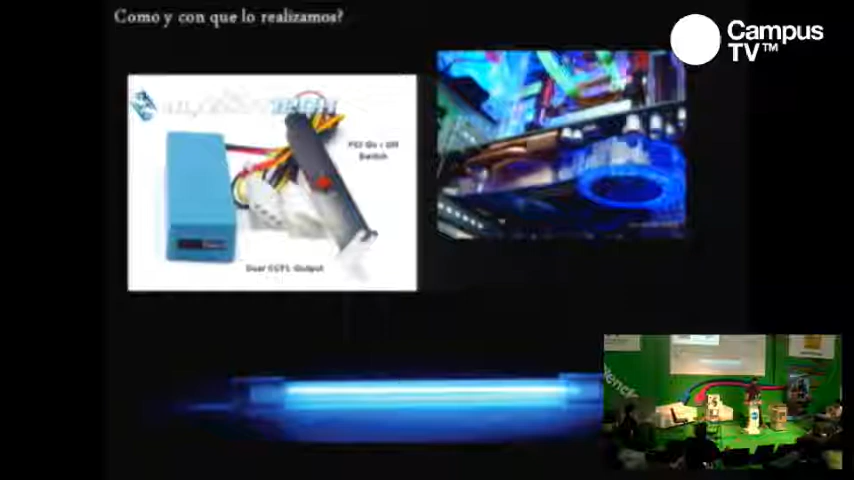 Como y con que lo realizamos?
Campus
TV™
PCI On / Off
Switch
Dual CCFL Output